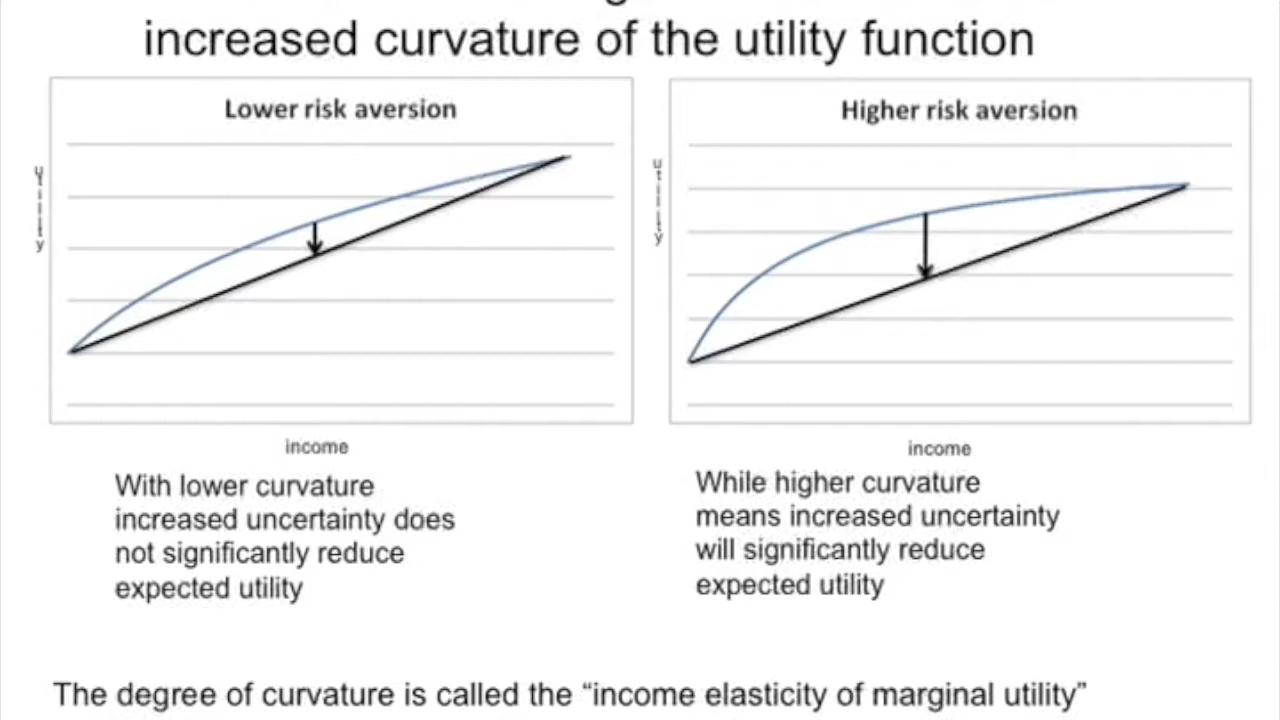 increased curvature of the utility function
Lower risk aversion
Higher risk aversion
utility
utility
income
income
With lower curvature
increased uncertainty does
not significantly reduce
expected utility
While higher curvature
means increased uncertainty
will significantly reduce
expected utility
The degree of curvature is called the “income elasticity of marginal utility”